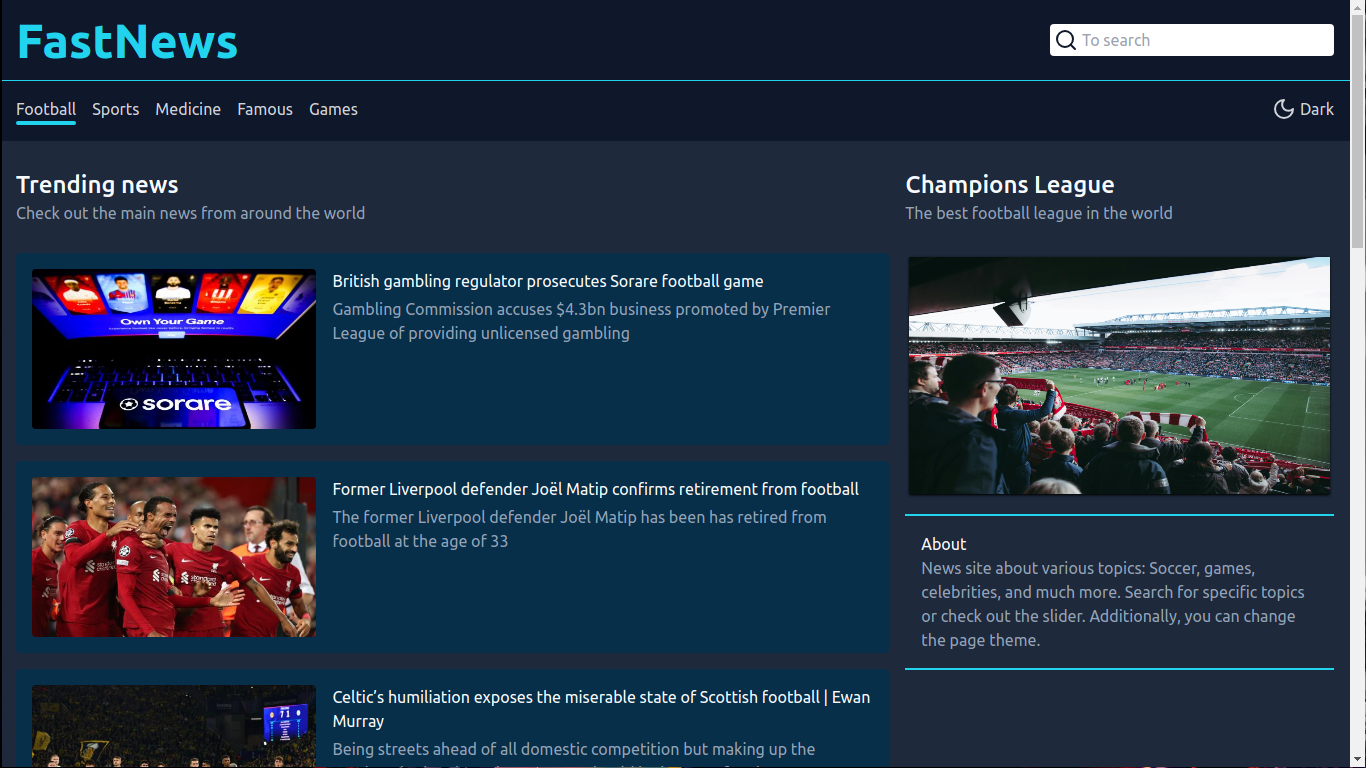 FastNews
To search
Football
Sports
Medicine
Famous
Games
Dark
Trending news
Check out the main news from around the world
Own Your Game
sorare
British gambling regulator prosecutes Sorare football game
Gambling Commission accuses $4.3bn business promoted by Premier
League of providing unlicensed gambling
Former Liverpool defender Joël Matip confirms retirement from football
The former Liverpool defender Joël Matip has been has retired from
football at the age of 33
7 1
Celtic’s humiliation exposes the miserable state of Scottish football | Ewan
Murray
Being streets ahead of all domestic competition but making up the
Champions League
The best football league in the world
About
News site about various topics: Soccer, games,
celebrities, and much more. Search for specific topics
or check out the slider. Additionally, you can change
the page theme.